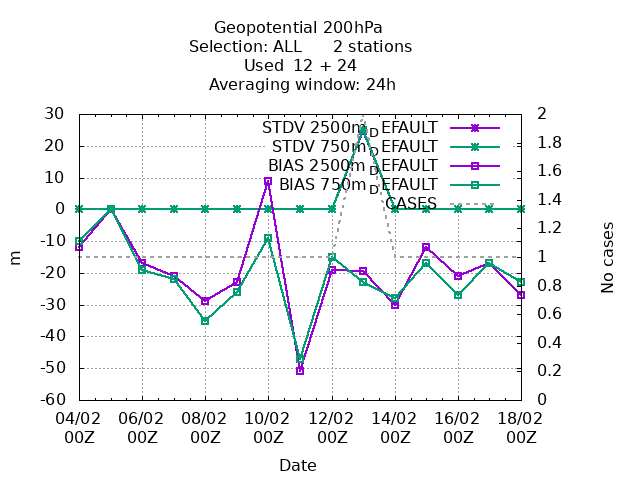 Geopotential 200hPa
Selection: ALL 2 stations
Used 12 + 24
Averaging window: 24h
30
20
10
0
-10
-20
-30
-40
-50
-60
m
STDV 2500m_DEFAULT
STDV 750m_DEFAULT
BIAS 2500m_DEFAULT
BIAS 750m_DEFAULT
CASES
2
1.8
1.6
1.4
1.2
1
0.8
0.6
0.4
0.2
0
No cases
04/02 06/02 08/02 10/02 12/02 14/02 16/02 18/02
00Z 00Z 00Z 00Z 00Z 00Z 00Z 00Z
Date